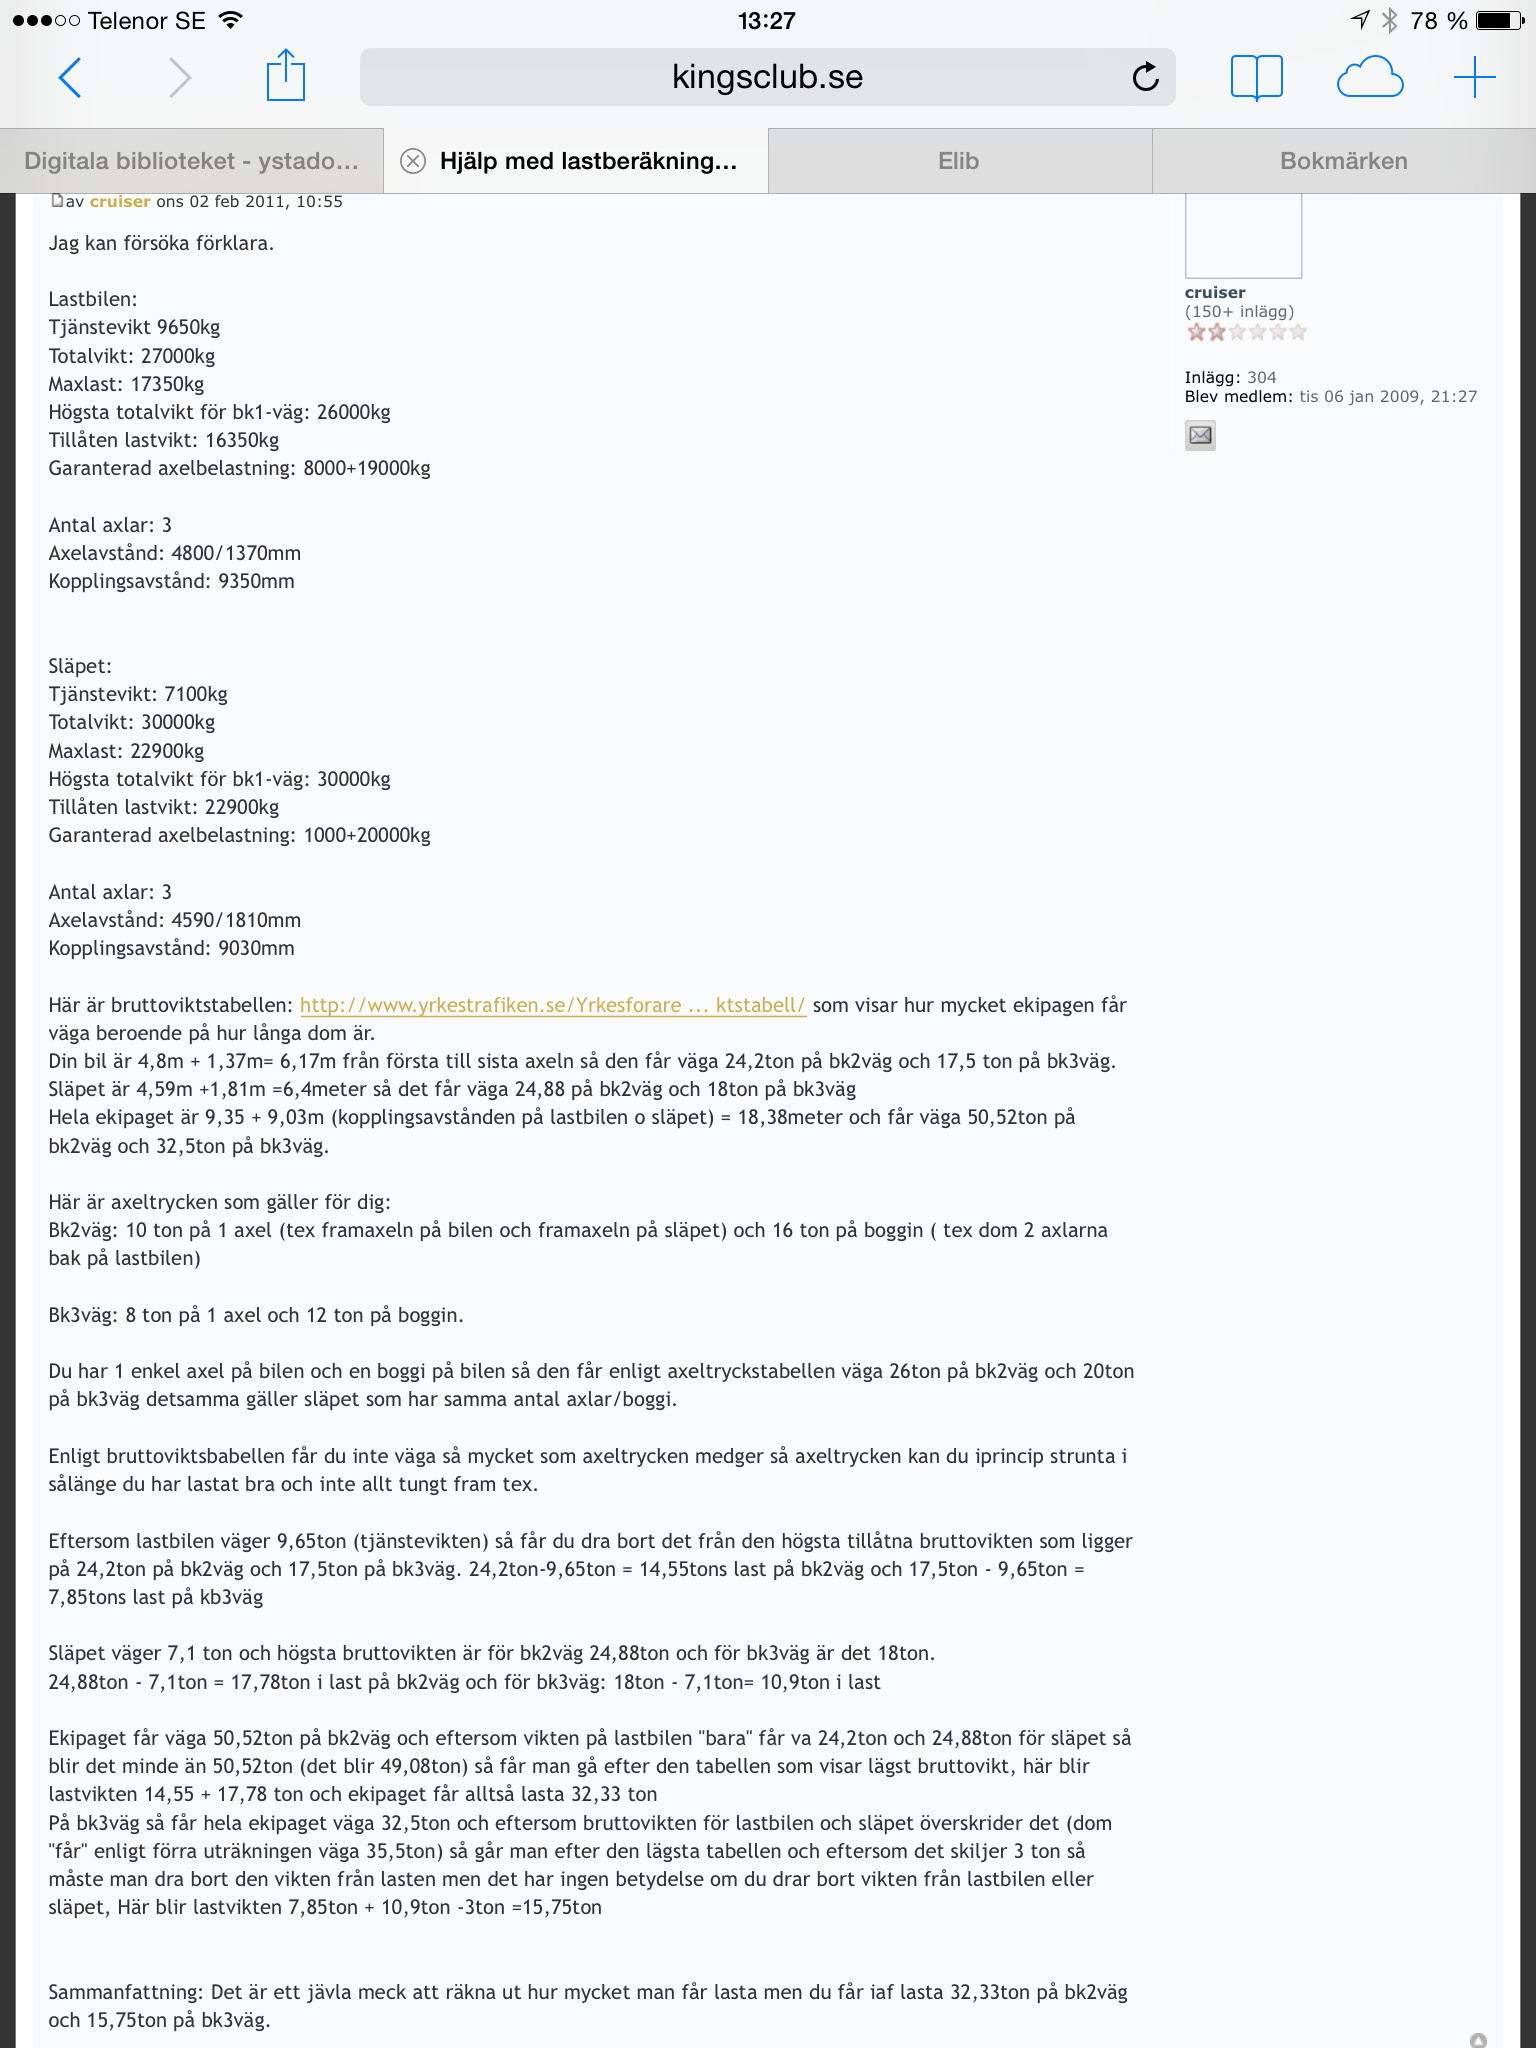 Telenor SE 13:27 78 %
kingsclub.se
Digitala biblioteket - ystado... Hjälp med lastberäkning... Elib Bokmärken
av cruiser ons 02 feb 2011, 10:55
Jag kan försöka förklara.
Lastbilen:
Tjänstevikt 9650kg
Totalvikt: 27000kg
Maxlast: 17350kg
Högsta totalvikt för bk1-väg: 26000kg
Tillåten lastvikt: 16350kg
Garanterad axelbelastning: 8000+19000kg
Antal axlar: 3
Axelavstånd: 4800/1370mm
Kopplingsavstånd: 9350mm
Släpet:
Tjänstevikt: 7100kg
Totalvikt: 30000kg
Maxlast: 22900kg
Högsta totalvikt för bk1-väg: 30000kg
Tillåten lastvikt: 22900kg
Garanterad axelbelastning: 1000+20000kg
Antal axlar: 3
Axelavstånd: 4590/1810mm
Kopplingsavstånd: 9030mm
Här är bruttoviktstabellen: http://www.yrkestrafiken.se/Yrkesforare ... ktstabell/ som visar hur mycket ekipagen får
väga beroende på hur långa dom är.
Din bil är 4,8m + 1,37m= 6,17m från första till sista axeln så den får väga 24,2ton på bk2väg och 17,5 ton på bk3väg.
Släpet är 4,59m +1,81m =6,4meter så det får väga 24,88 på bk2väg och 18ton på bk3väg
Hela ekipaget är 9,35 + 9,03m (kopplingsavstånden på lastbilen o släpet) = 18,38meter och får väga 50,52ton på
bk2väg och 32,5ton på bk3väg.
Här är axeltrycken som gäller för dig:
Bk2väg: 10 ton på 1 axel (tex framaxeln på bilen och framaxeln på släpet) och 16 ton på boggin ( tex dom 2 axlarna
bak på lastbilen)
Bk3väg: 8 ton på 1 axel och 12 ton på boggin.
Du har 1 enkel axel på bilen och en boggi på bilen så den får enligt axeltryckstabellen väga 26ton på bk2väg och 20ton
på bk3väg detsamma gäller släpet som har samma antal axlar/boggi.
Enligt bruttoviktsbabellen får du inte väga så mycket som axeltrycken medger så axeltrycken kan du iprincip strunta i
sålänge du har lastat bra och inte allt tungt fram tex.
Eftersom lastbilen väger 9,65ton (tjänstevikten) så får du dra bort det från den högsta tillåtna bruttovikten som ligger
på 24,2ton på bk2väg och 17,5ton på bk3väg. 24,2ton-9,65ton = 14,55tons last på bk2väg och 17,5ton - 9,65ton =
7,85tons last på kb3väg
Släpet väger 7,1 ton och högsta bruttovikten är för bk2väg 24,88ton och för bk3väg är det 18ton.
24,88ton - 7,1ton = 17,78ton i last på bk2väg och för bk3väg: 18ton - 7,1ton= 10,9ton i last
Ekipaget får väga 50,52ton på bk2väg och eftersom vikten på lastbilen "bara" får va 24,2ton och 24,88ton för släpet så
blir det minde än 50,52ton (det blir 49,08ton) så får man gå efter den tabellen som visar lägst bruttovikt, här blir
lastvikten 14,55 + 17,78 ton och ekipaget får alltså lasta 32,33 ton
På bk3väg så får hela ekipaget väga 32,5ton och eftersom bruttovikten för lastbilen och släpet överskrider det (dom
"får" enligt förra uträkningen väga 35,5ton) så går man efter den lägsta tabellen och eftersom det skiljer 3 ton så
måste man dra bort den vikten från lasten men det har ingen betydelse om du drar bort vikten från lastbilen eller
släpet, Här blir lastvikten 7,85ton + 10,9ton -3ton =15,75ton
Sammanfattning: Det är ett jävla meck att räkna ut hur mycket man får lasta men du får iaf lasta 32,33ton på bk2väg
och 15,75ton på bk3väg.
cruiser
(150+ inlägg)
Inlägg: 304
Blev medlem: tis 06 jan 2009, 21:27